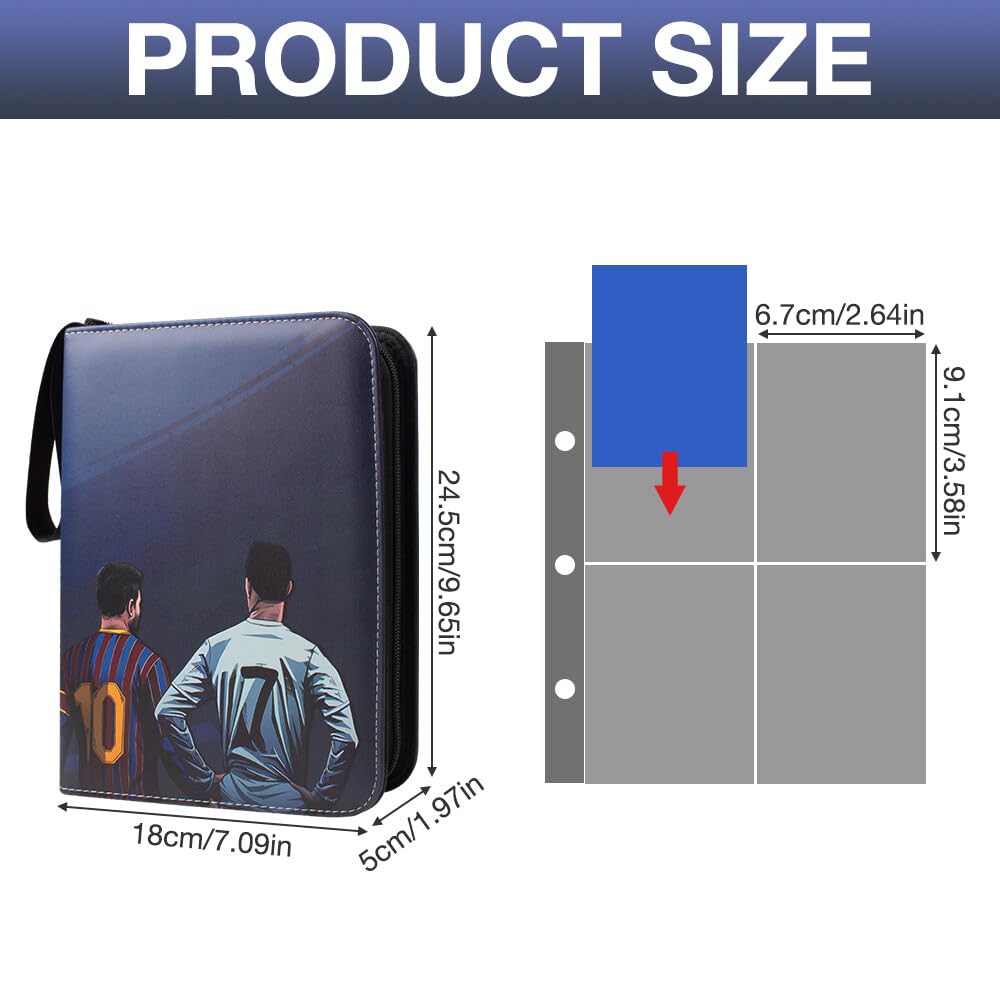 PRODUCT SIZE
6.7cm/2.64in
9.1cm/3.58in
24.5cm/9.65in
10
7
18cm/7.09in
5cm/1.97in